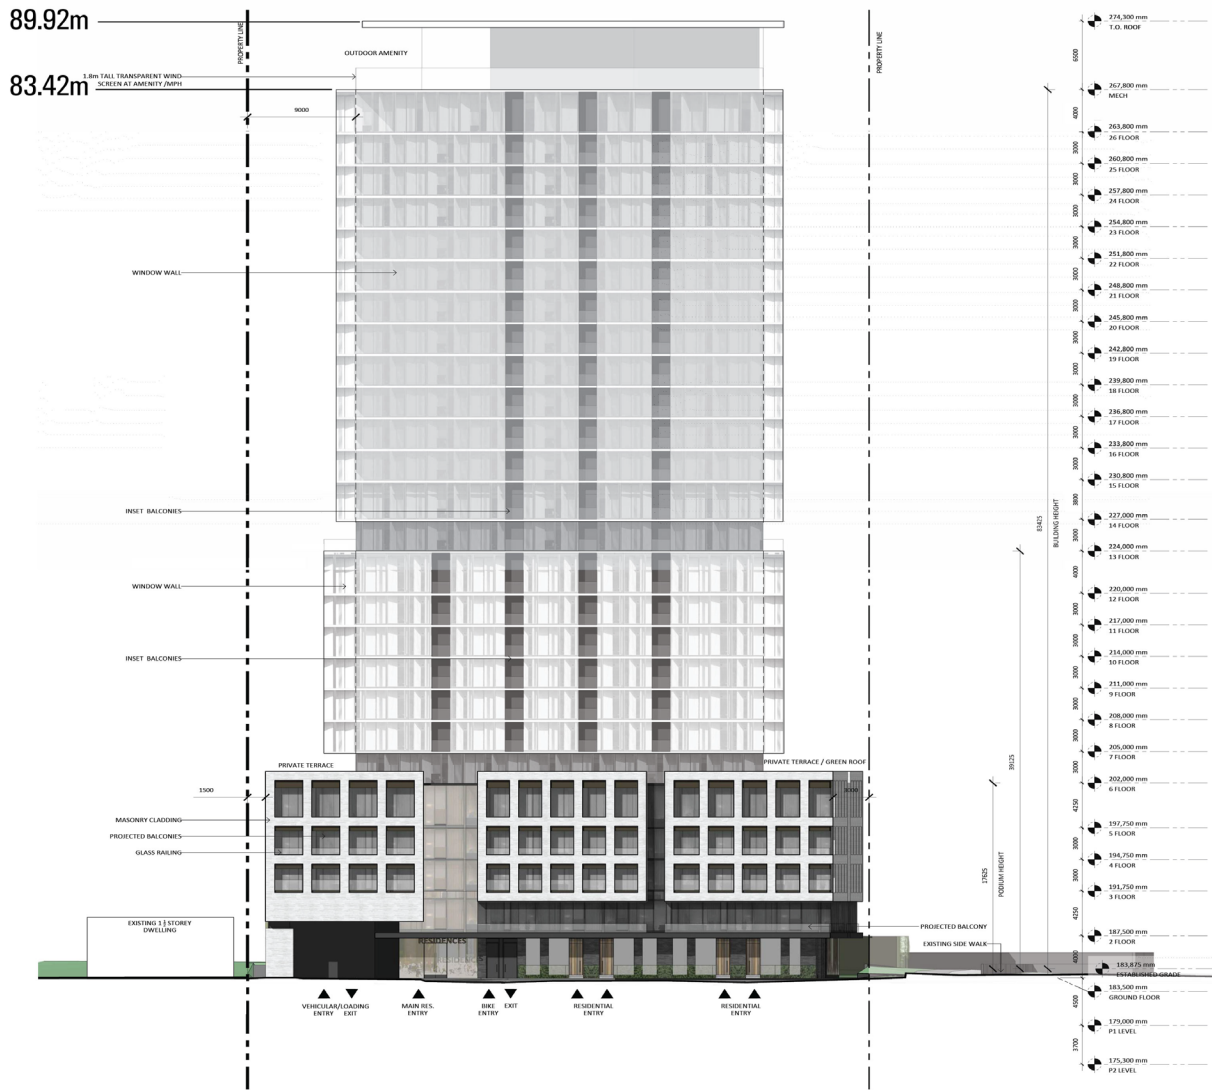 89.92m
83.42m
PROPERTY LINE
PROPERTY LINE
OUTDOOR AMENITY
1.8m TALL TRANSPARENT WIND
SCREEN AT AMENITY /MPH
9000
WINDOW WALL
INSET BALCONIES
WINDOW WALL
INSET BALCONIES
PRIVATE TERRACE
PRIVATE TERRACE / GREEN ROOF
1500
3000
MASONRY CLADDING
PROJECTED BALCONIES
GLASS RAILING
EXISTING 1 ½ STOREY
DWELLING
RESIDENCES
PROJECTED BALCONY
EXISTING SIDE WALK
VEHICULAR/LOADING
ENTRY EXIT
MAIN RES.
ENTRY
BIKE
ENTRY
EXIT
RESIDENTIAL
ENTRY
RESIDENTIAL
ENTRY
17625
PODIUM HEIGHT
39125
83425
BUILDING HEIGHT
274,300 mm
T.O. ROOF
6500
267,800 mm
MECH
4000
263,800 mm
26 FLOOR
3000
260,800 mm
25 FLOOR
3000
257,800 mm
24 FLOOR
3000
254,800 mm
23 FLOOR
3000
251,800 mm
22 FLOOR
3000
248,800 mm
21 FLOOR
3000
245,800 mm
20 FLOOR
3000
242,800 mm
19 FLOOR
3000
239,800 mm
18 FLOOR
3000
236,800 mm
17 FLOOR
3000
233,800 mm
16 FLOOR
3000
230,800 mm
15 FLOOR
3800
227,000 mm
14 FLOOR
3000
224,000 mm
13 FLOOR
4000
220,000 mm
12 FLOOR
3000
217,000 mm
11 FLOOR
3000
214,000 mm
10 FLOOR
3000
211,000 mm
9 FLOOR
3000
208,000 mm
8 FLOOR
3000
205,000 mm
7 FLOOR
3000
202,000 mm
6 FLOOR
4250
197,750 mm
5 FLOOR
3000
194,750 mm
4 FLOOR
3000
191,750 mm
3 FLOOR
4250
187,500 mm
2 FLOOR
4000
183,875 mm
ESTABLISHED GRADE
183,500 mm
GROUND FLOOR
4500
179,000 mm
P1 LEVEL
3700
175,300 mm
P2 LEVEL